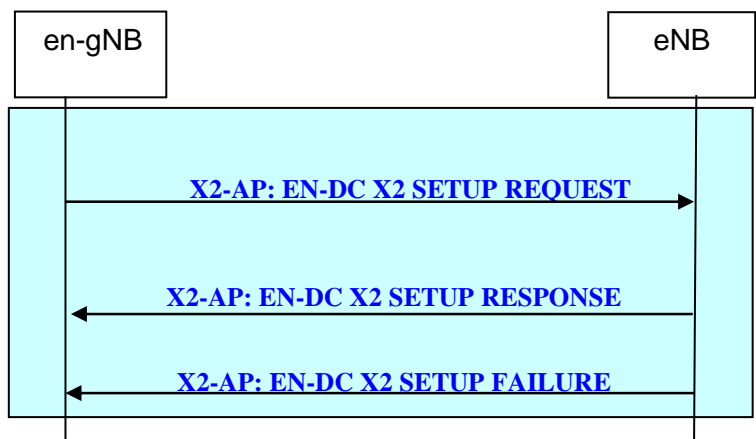 en-gNB
eNB
X2-AP: EN-DC X2 SETUP REQUEST
X2-AP: EN-DC X2 SETUP RESPONSE
X2-AP: EN-DC X2 SETUP FAILURE